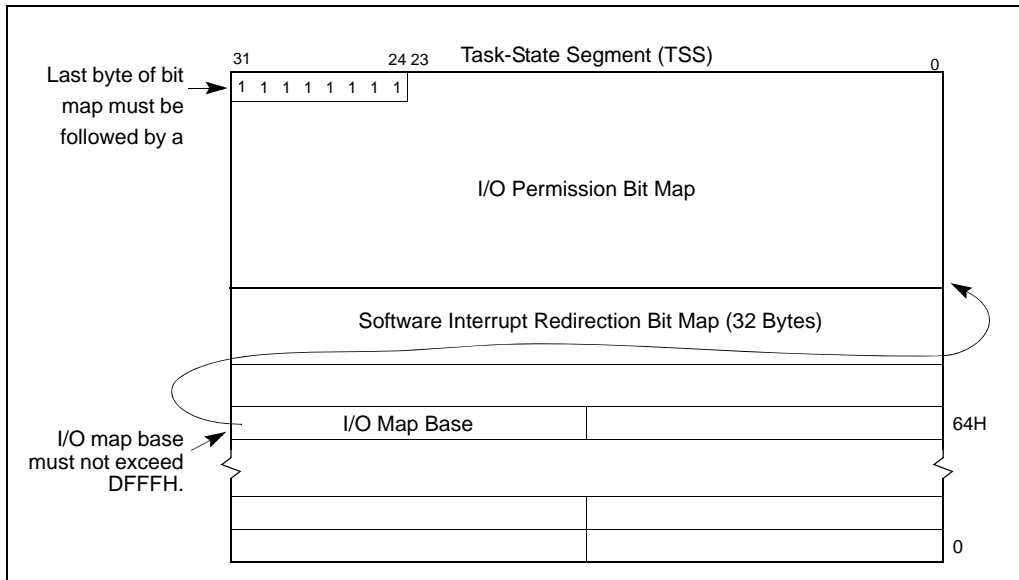 Task-State Segment (TSS)
31
24 23
0
Last byte of bit
map must be
followed by a
1 1 1 1 1 1 1 1
I/O Permission Bit Map
Software Interrupt Redirection Bit Map (32 Bytes)
I/O Map Base
64H
I/O map base
must not exceed
DFFFH.
0